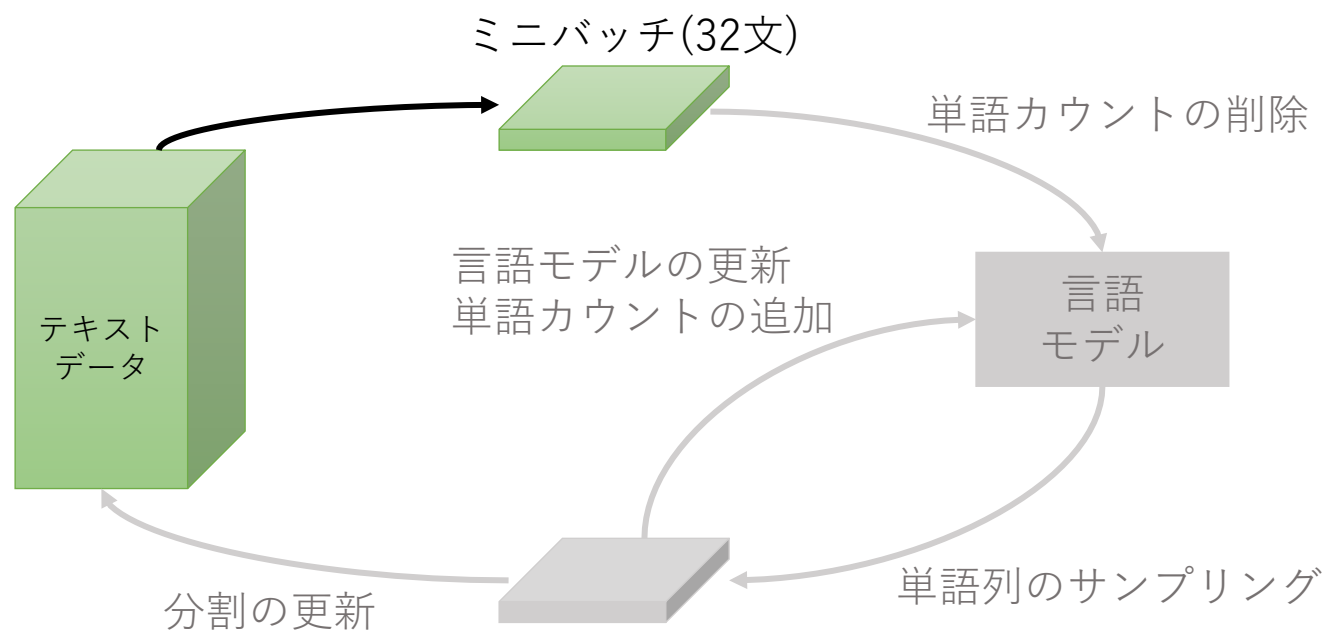 ミニバッチ(32文)
単語カウントの削除
言語モデルの更新
単語カウントの追加
言語
モデル
テキスト
データ
単語列のサンプリング
分割の更新